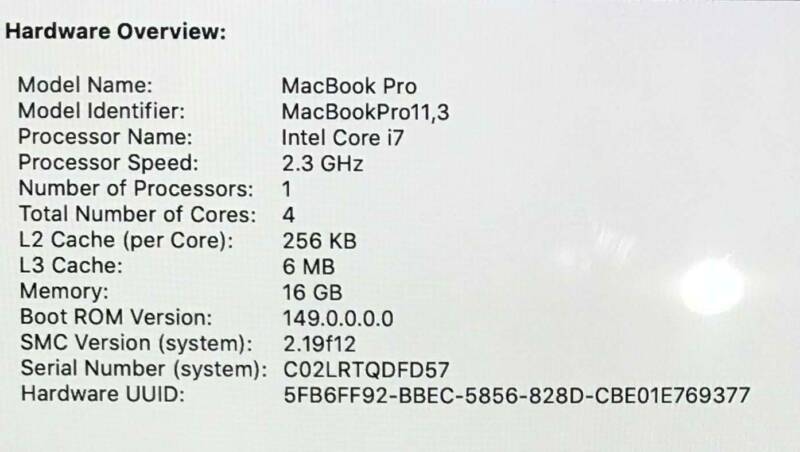 Hardware Overview:
Model Name: MacBook Pro
Model Identifier: MacBookPro11,3
Processor Name: Intel Core i7
Processor Speed: 2.3 GHz
Number of Processors: 1
Total Number of Cores: 4
L2 Cache (per Core): 256 KB
L3 Cache: 6 MB
Memory: 16 GB
Boot ROM Version: 149.0.0.0.0
SMC Version (system): 2.19f12
Serial Number (system): C02LRTQDFD57
Hardware UUID: 5FB6FF92-BBEC-5856-828D-CBE01E769377